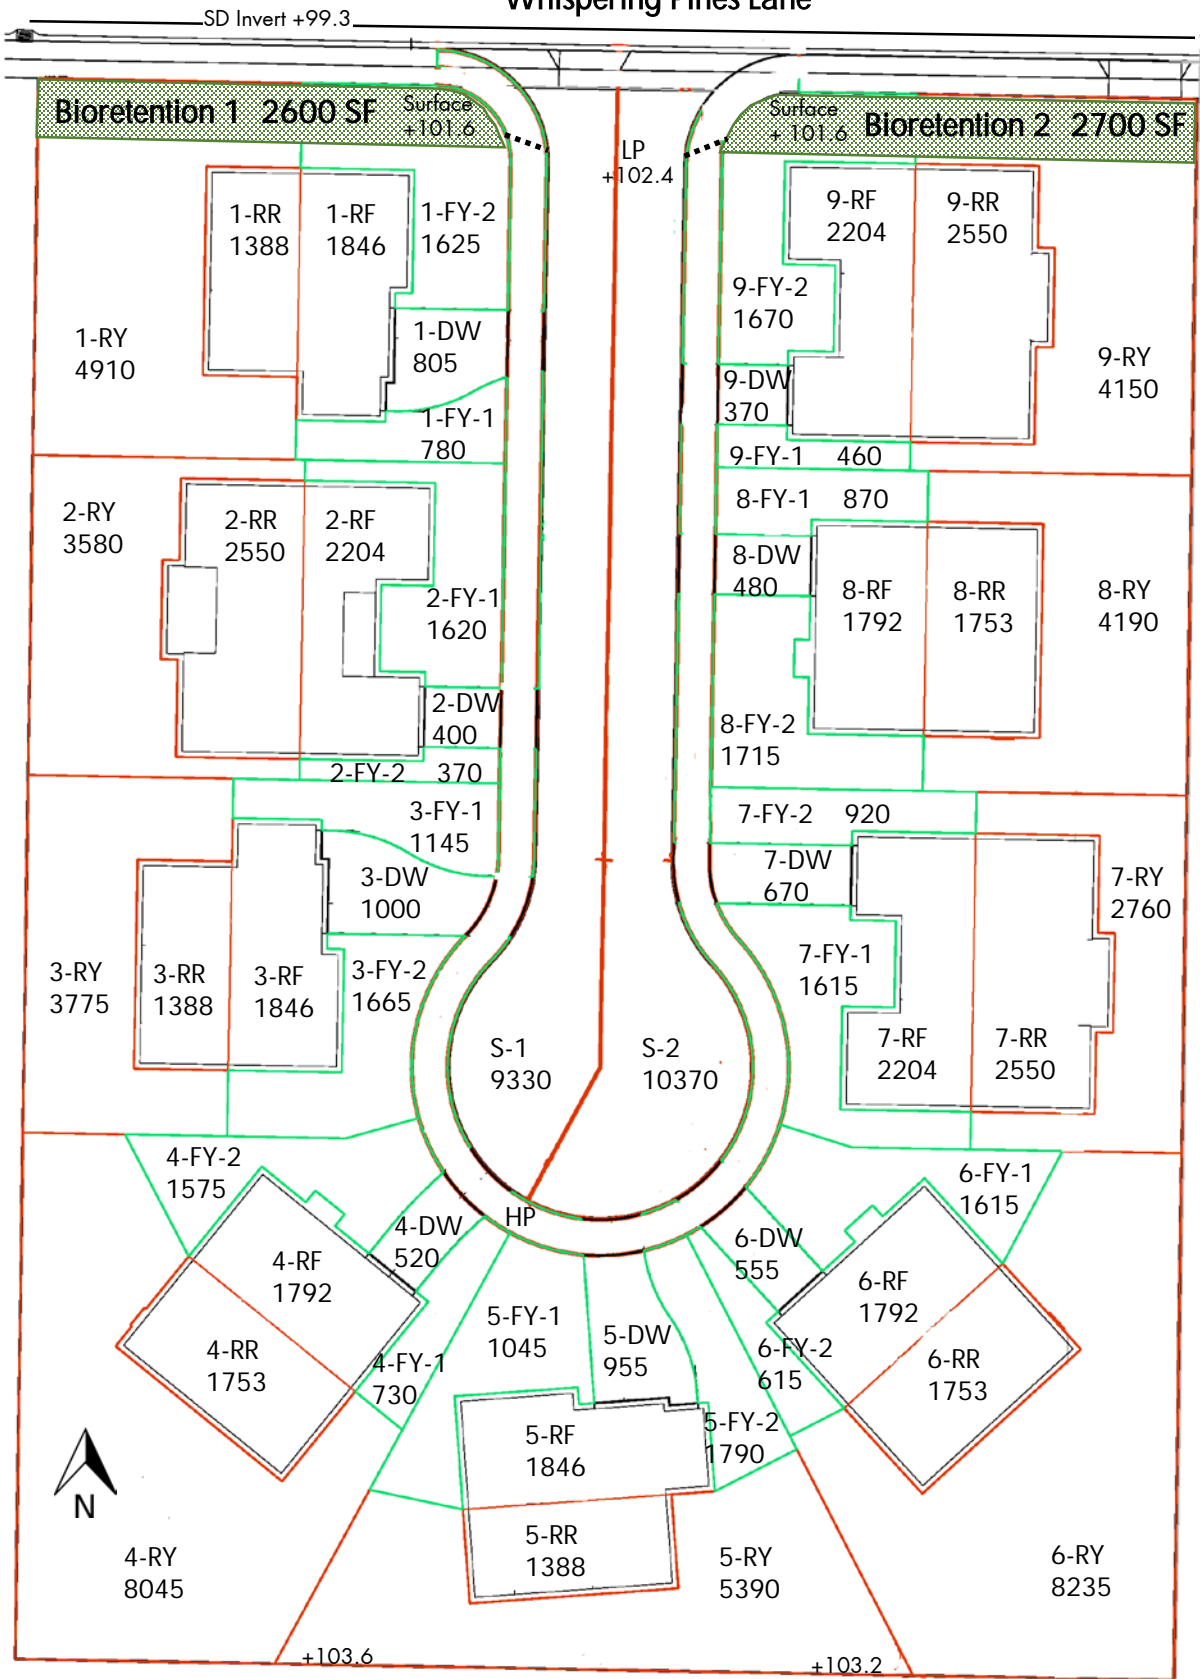 Whispering Pines Lane
SD Invert +99.3
Bioretention 1 2600 SF
Surface
+101.6
Surface
+ 101.6
Bioretention 2 2700 SF
LP
+102.4
1-RR
1388
1-RF
1846
1-FY-2
1625
9-RF
2204
9-RR
2550
9-FY-2
1670
1-RY
4910
1-DW
805
9-RY
4150
9-DW
370
1-FY-1
780
9-FY-1 460
2-RY
3580
2-RR
2550
2-RF
2204
8-FY-1 870
8-DW
480
2-FY-1
1620
8-RF
1792
8-RR
1753
8-RY
4190
2-DW
400
8-FY-2
1715
2-FY-2 370
3-FY-1
1145
7-FY-2 920
3-DW
1000
7-DW
670
7-RY
2760
3-RY
3775
3-RR
1388
3-RF
1846
3-FY-2
1665
7-FY-1
1615
S-1
9330
S-2
10370
7-RF
2204
7-RR
2550
4-FY-2
1575
6-FY-1
1615
HP
4-DW
520
6-DW
555
4-RF
1792
6-RF
1792
5-FY-1
1045
5-DW
955
4-RR
1753
4-FY-1
730
6-FY-2
615
6-RR
1753
5-RF
1846
5-FY-2
1790
N
4-RY
8045
5-RR
1388
5-RY
5390
6-RY
8235
+103.6
+103.2